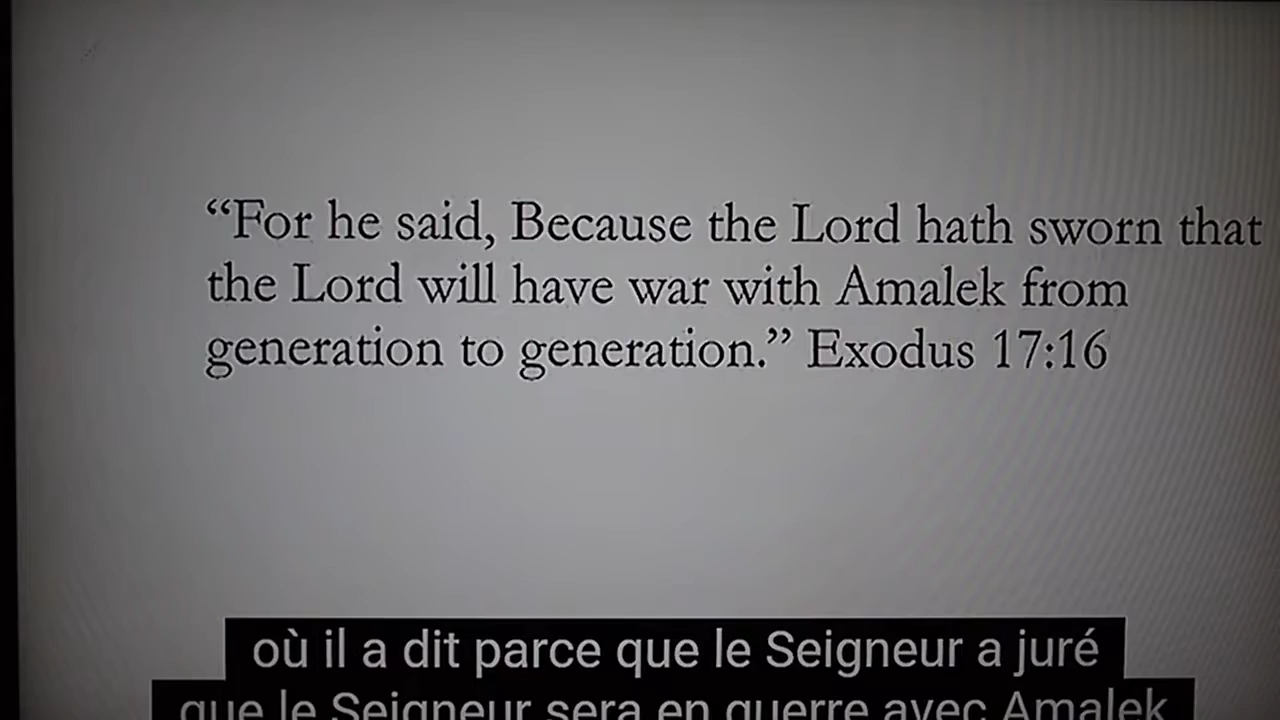 “For he said, Because the Lord hath sworn that
the Lord will have war with Amalek from
generation to generation.” Exodus 17:16
où il a dit parce que le Seigneur a juré
que le Seigneur sera en guerre avec Amalek